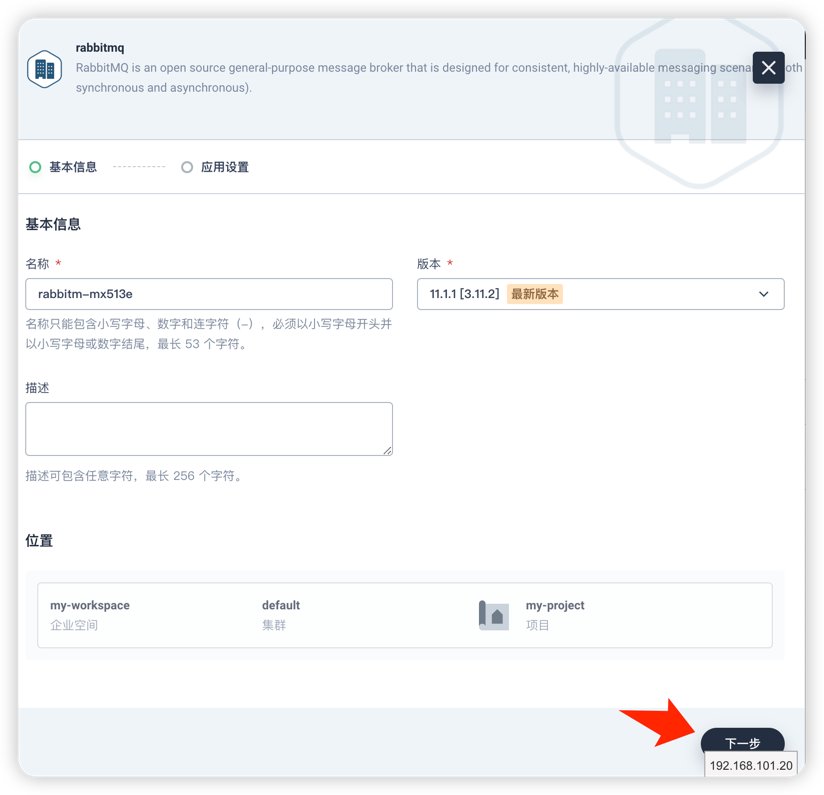 rabbitmq
RabbitMQ is an open source general-purpose message broker that is designed for consistent, highly-available messaging scenar oth
synchronous and asynchronous).
基本信息
应用设置
基本信息
名称 *
版本 *
rabbitm-mx513e
11.1.1 [3.11.2] 最新版本
名称只能包含小写字母、数字和连字符（-），必须以小写字母开头并
以小写字母或数字结尾，最长 53 个字符。
描述
描述可包含任意字符，最长 256 个字符。
位置
my-workspace
default
my-project
企业空间
集群
项目
下一步
192.168.101.20